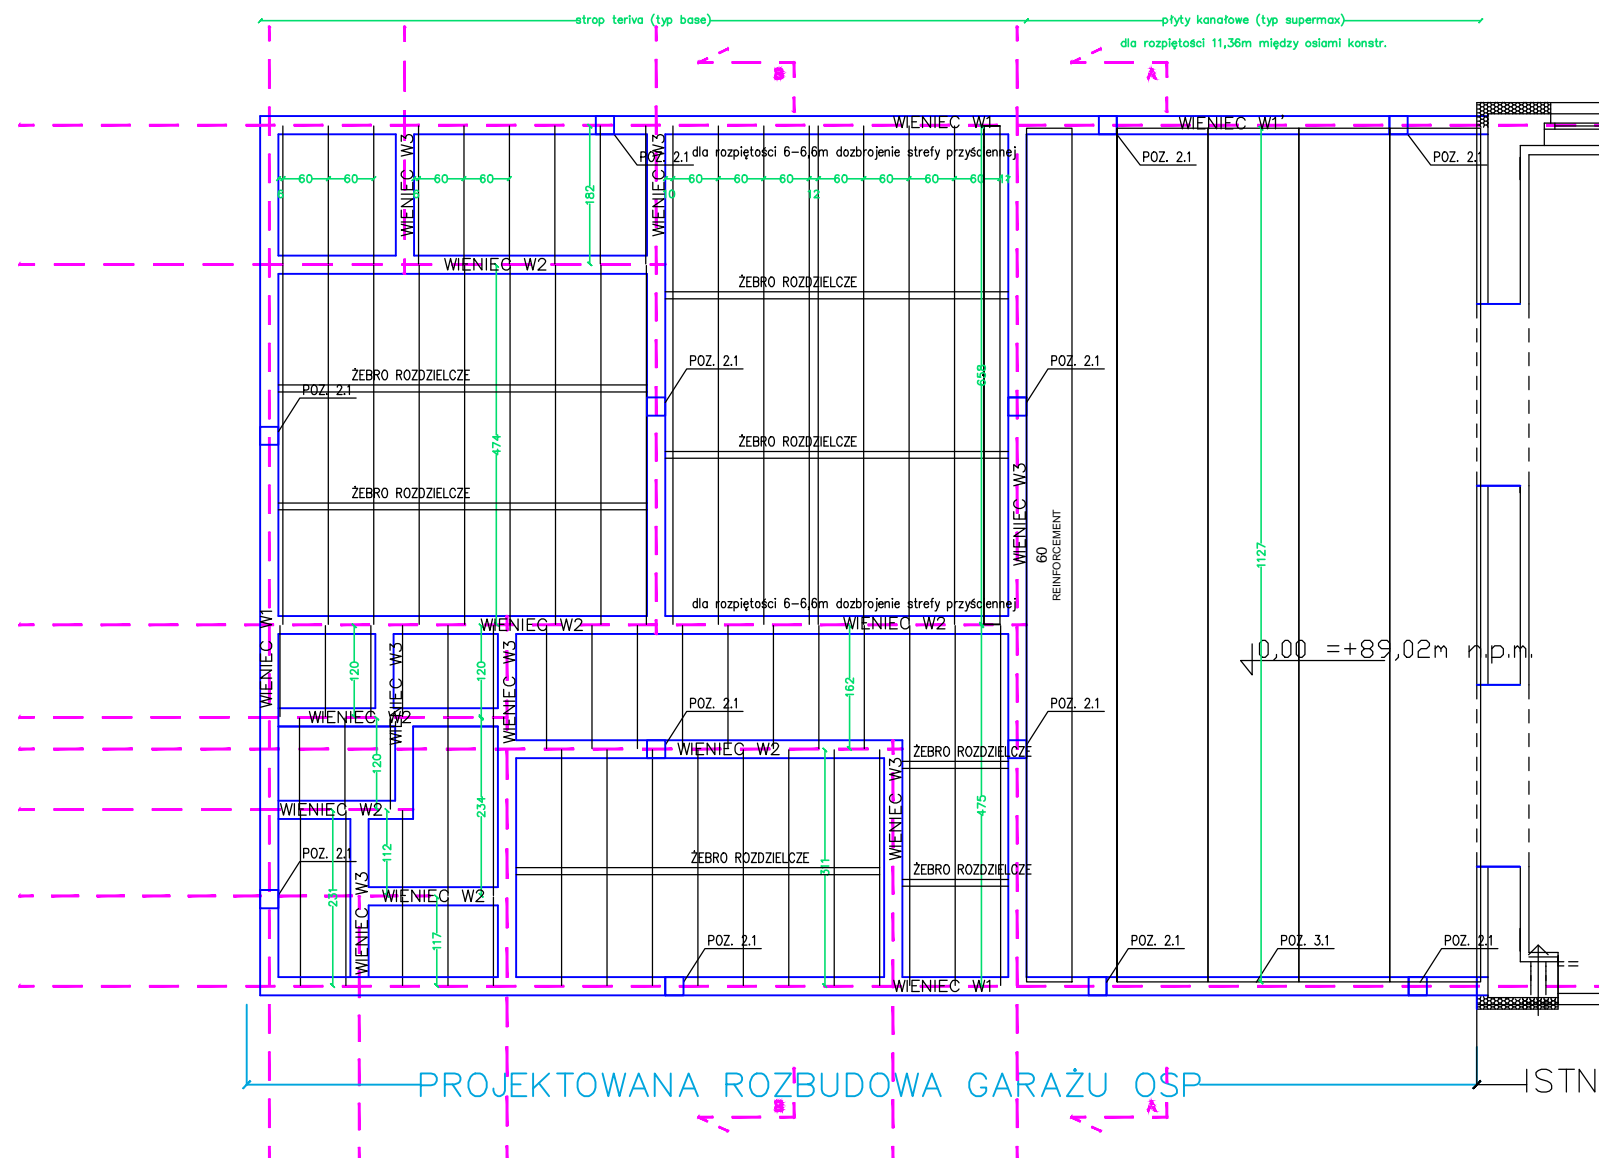 strop teriva (typ base)
płyty kanałowe (typ supermax)
dla rozpiętości 11,36m między osiami konstr.
B
A
WIENIEC W1
WIENIEC W1'
WIENIEC W3
WIENIEC W3
dla rozpiętości 6-6,6m dozbrojenie strefy przyściennej
POZ. 2.1
POZ. 2.1
POZ. 2.1
60
60
60
60
60
60
60
60
60
60
60
10
12
182
WIENIEC W2
ŻEBRO ROZDZIELCZE
POZ. 2.1
POZ. 2.1
ŻEBRO ROZDZIELCZE
658
POZ. 2.1
474
ŻEBRO ROZDZIELCZE
ŻEBRO ROZDZIELCZE
WIENIEC W3
60
REINFORCEMENT
1127
dla rozpiętości 6-6,6m dozbrojenie strefy przyściennej
WIENIEC W2
WIENIEC W2
WIENIEC W1
WIENIEC W3
WIENIEC W3
0,00 =+89,02m n.p.m.
120
120
162
POZ. 2.1
POZ. 2.1
WIENIEC W2
WIENIEC W2
ŻEBRO ROZDZIELCZE
120
234
WIENIEC W3
475
WIENIEC W2
POZ. 2.1
112
ŻEBRO ROZDZIELCZE
311
ŻEBRO ROZDZIELCZE
231
WIENIEC W3
WIENIEC W2
117
POZ. 2.1
POZ. 2.1
POZ. 3.1
POZ. 2.1
WIENIEC W1
PROJEKTOWANA ROZBUDOWA GARAŻU OSP
ISTN
B
A